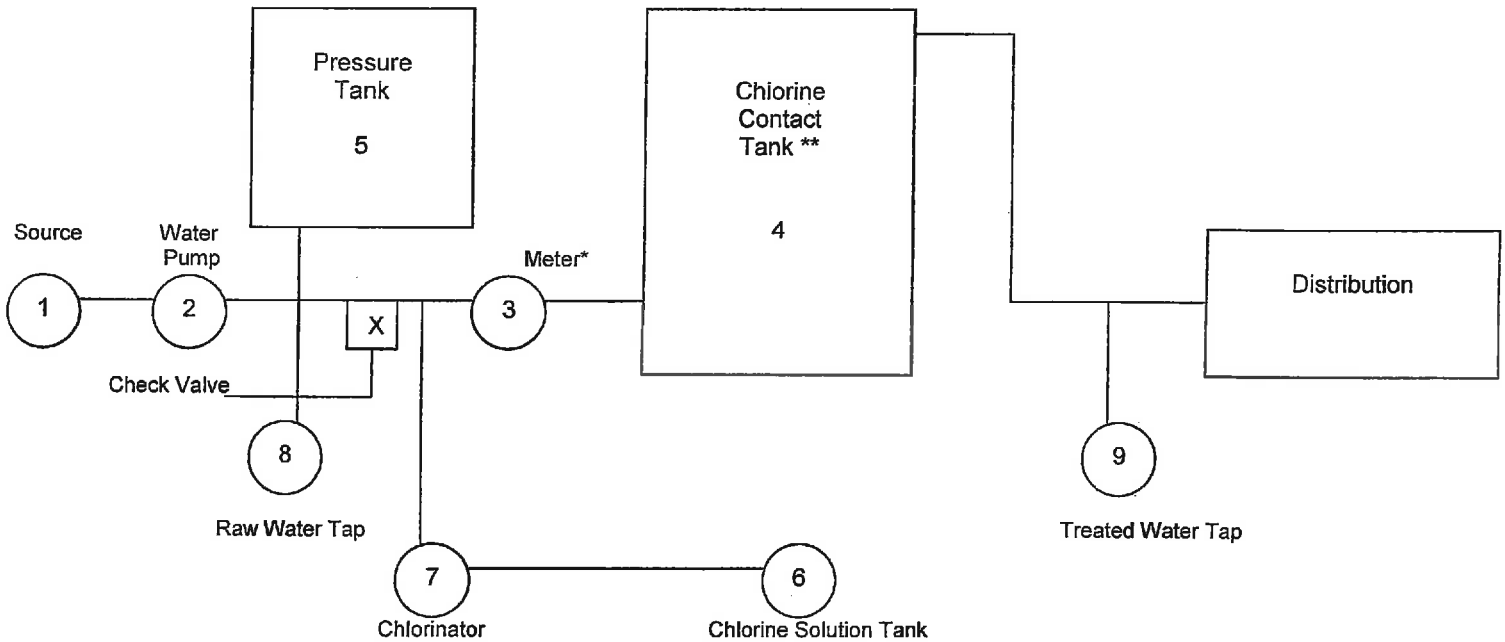 Pressure
Tank
5
Chlorine
Contact
Tank **
4
Source
Water
Pump
Meter*
Distribution
1
2
X
3
Check Valve
8
9
Raw Water Tap
Treated Water Tap
7
6
Chlorinator
Chlorine Solution Tank